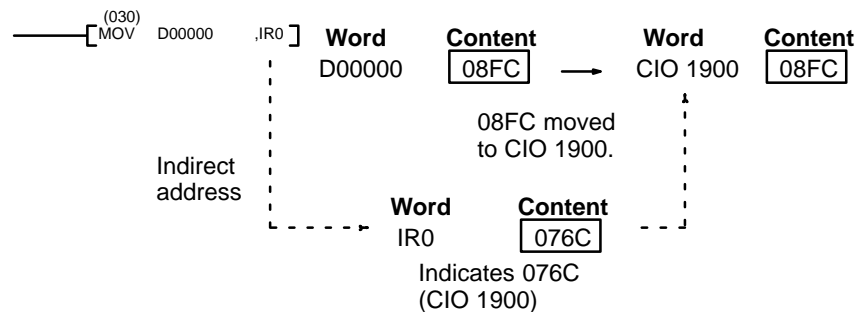 (030)
MOV D00000 ,IR0
Word Content Word Content
D00000 08FC CIO 1900 08FC
08FC moved
to CIO 1900.
Indirect
address
Word Content
IR0 076C
Indicates 076C
(CIO 1900)